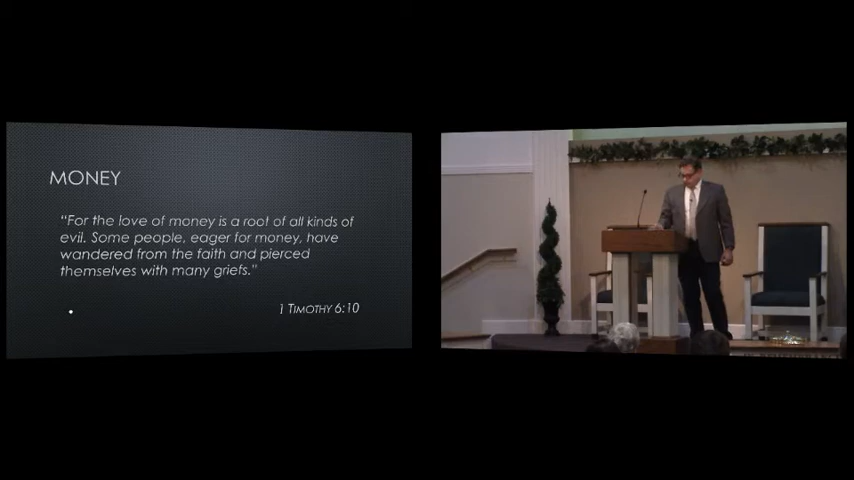 MONEY
“For the love of money is a root of all kinds of
evil. Some people, eager for money, have
wandered from the faith and pierced
themselves with many griefs.”
1 TIMOTHY 6:10